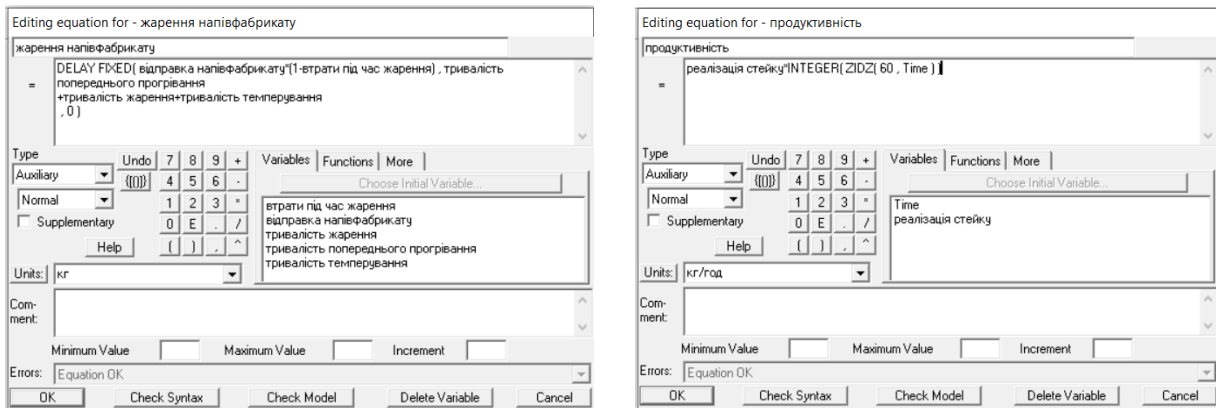 Editing equation for - жарення напівфабрикату
жарення напівфабрикату
=
DELAY FIXED( відправка напівфабрикату*(1-втрати під час жарення) , тривалість
попереднього прогрівання
+тривалість жарення+тривалість темперування
, 0 )
Type
Auxiliary
Normal
Supplementary
Help
Undo 7 8 9 +
{[()]} 4 5 6 -
1 2 3 *
0 E . /
( ) , ^
Variables Functions More
Choose Initial Variable...
втрати під час жарення
відправка напівфабрикату
тривалість жарення
тривалість попереднього прогрівання
тривалість темперування
Units: кг
Com-
ment:
Minimum Value Maximum Value Increment
Errors: Equation OK
OK Check Syntax Check Model Delete Variable Cancel
Editing equation for - продуктивність
продуктивність
=
реалізація стейку*INTEGER( ZIDZ( 60 , Time ) )
Type
Auxiliary
Normal
Supplementary
Help
Undo 7 8 9 +
{[()]} 4 5 6 -
1 2 3 *
0 E . /
( ) , ^
Variables Functions More
Choose Initial Variable...
Time
реалізація стейку
Units: кг/год
Com-
ment:
Minimum Value Maximum Value Increment
Errors: Equation OK
OK Check Syntax Check Model Delete Variable Cancel